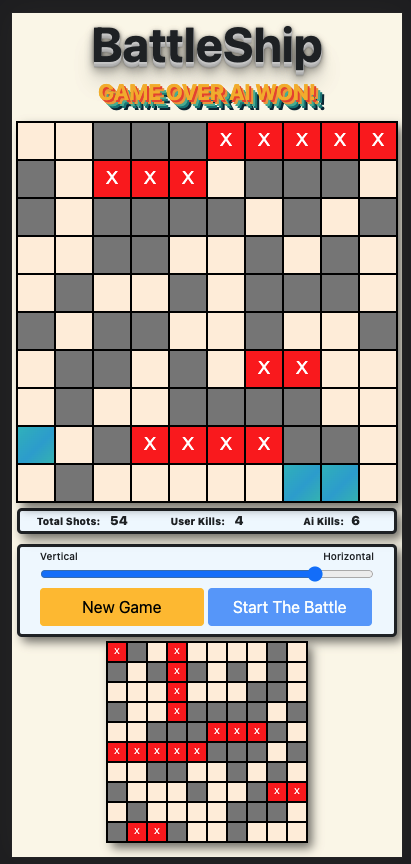 BattleShip
GAME OVER AI WON!
X X X X X
X X X
X X
X X X X
Total Shots: 54 User Kills: 4 Ai Kills: 6
Vertical Horizontal
New Game Start The Battle
X X
X
X
X
X X X
X X X X X
X X
X X